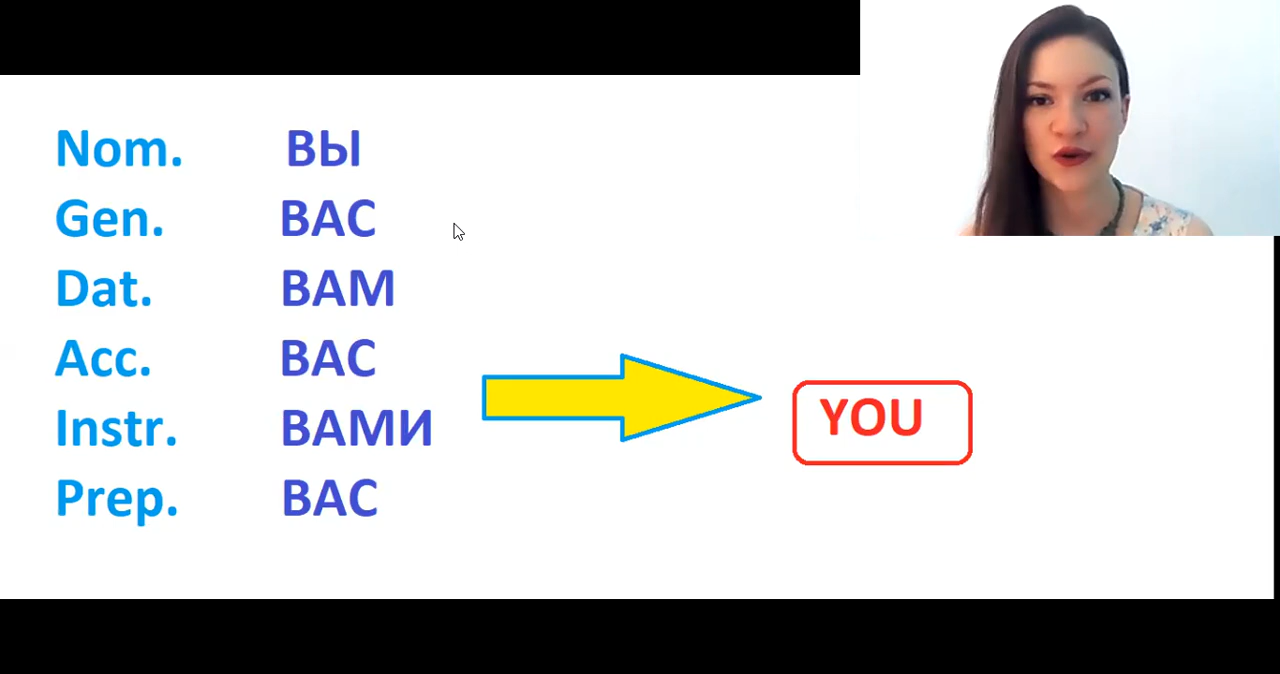 Nom. ВЫ
Gen. ВАС
Dat. ВАМ
Acc. ВАС
Instr. ВАМИ
Prep. ВАС
YOU